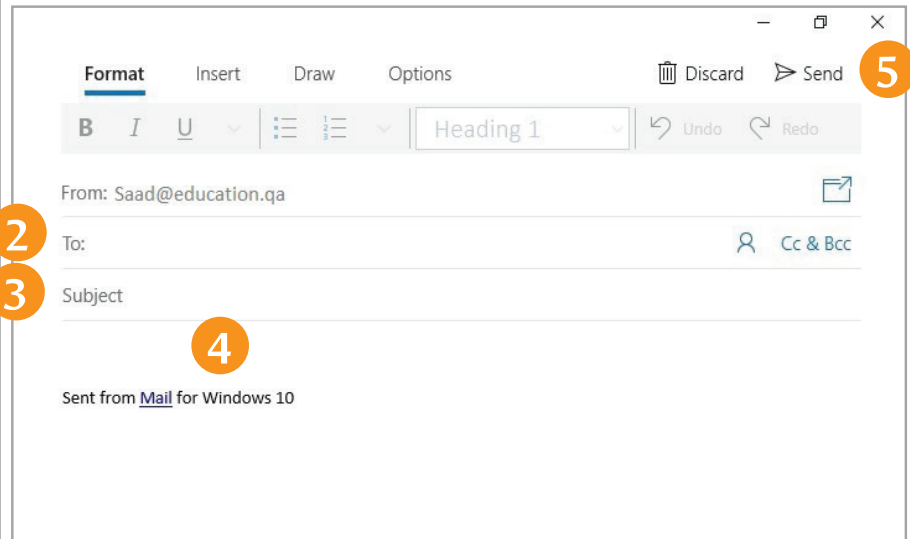 Format Insert Draw Options Discard Send 5
B I U Heading 1 Undo Redo
From: Saad@education.qa
2 To: Cc & Bcc
3 Subject
4
Sent from Mail for Windows 10